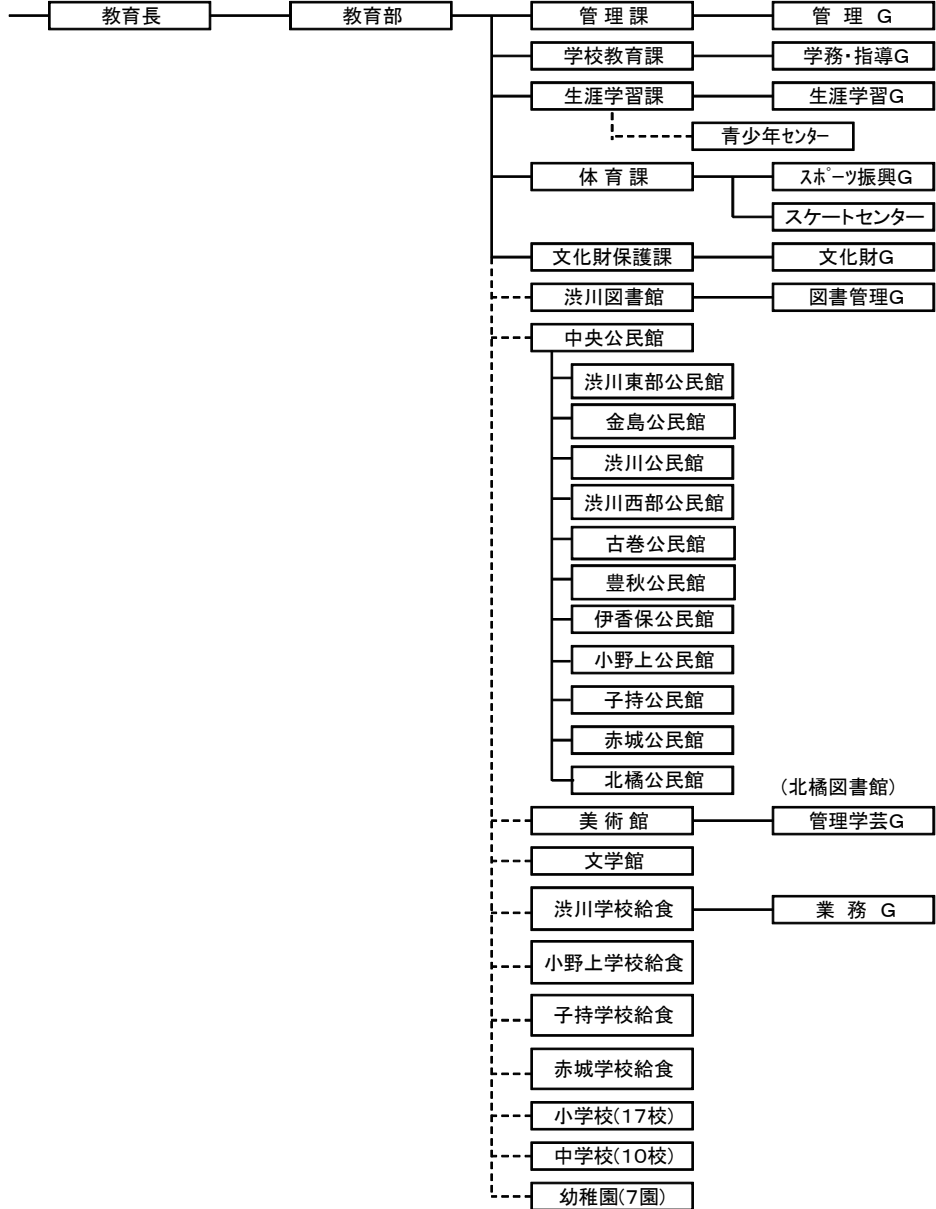 教育長 教育部 管理課 管理G
学校教育課 学務・指導G
生涯学習課 生涯学習G
青少年ｾﾝﾀｰ
体育課 ｽﾎﾟｰﾂ振興G
スケートセンター
文化財保護課 文化財G
渋川図書館 図書管理G
中央公民館
渋川東部公民館
金島公民館
渋川公民館
渋川西部公民館
古巻公民館
豊秋公民館
伊香保公民館
小野上公民館
子持公民館
赤城公民館
北橘公民館 (北橘図書館)
美術館 管理学芸G
文学館
渋川学校給食 業務G
小野上学校給食
子持学校給食
赤城学校給食
小学校(17校)
中学校(10校)
幼稚園(7園)